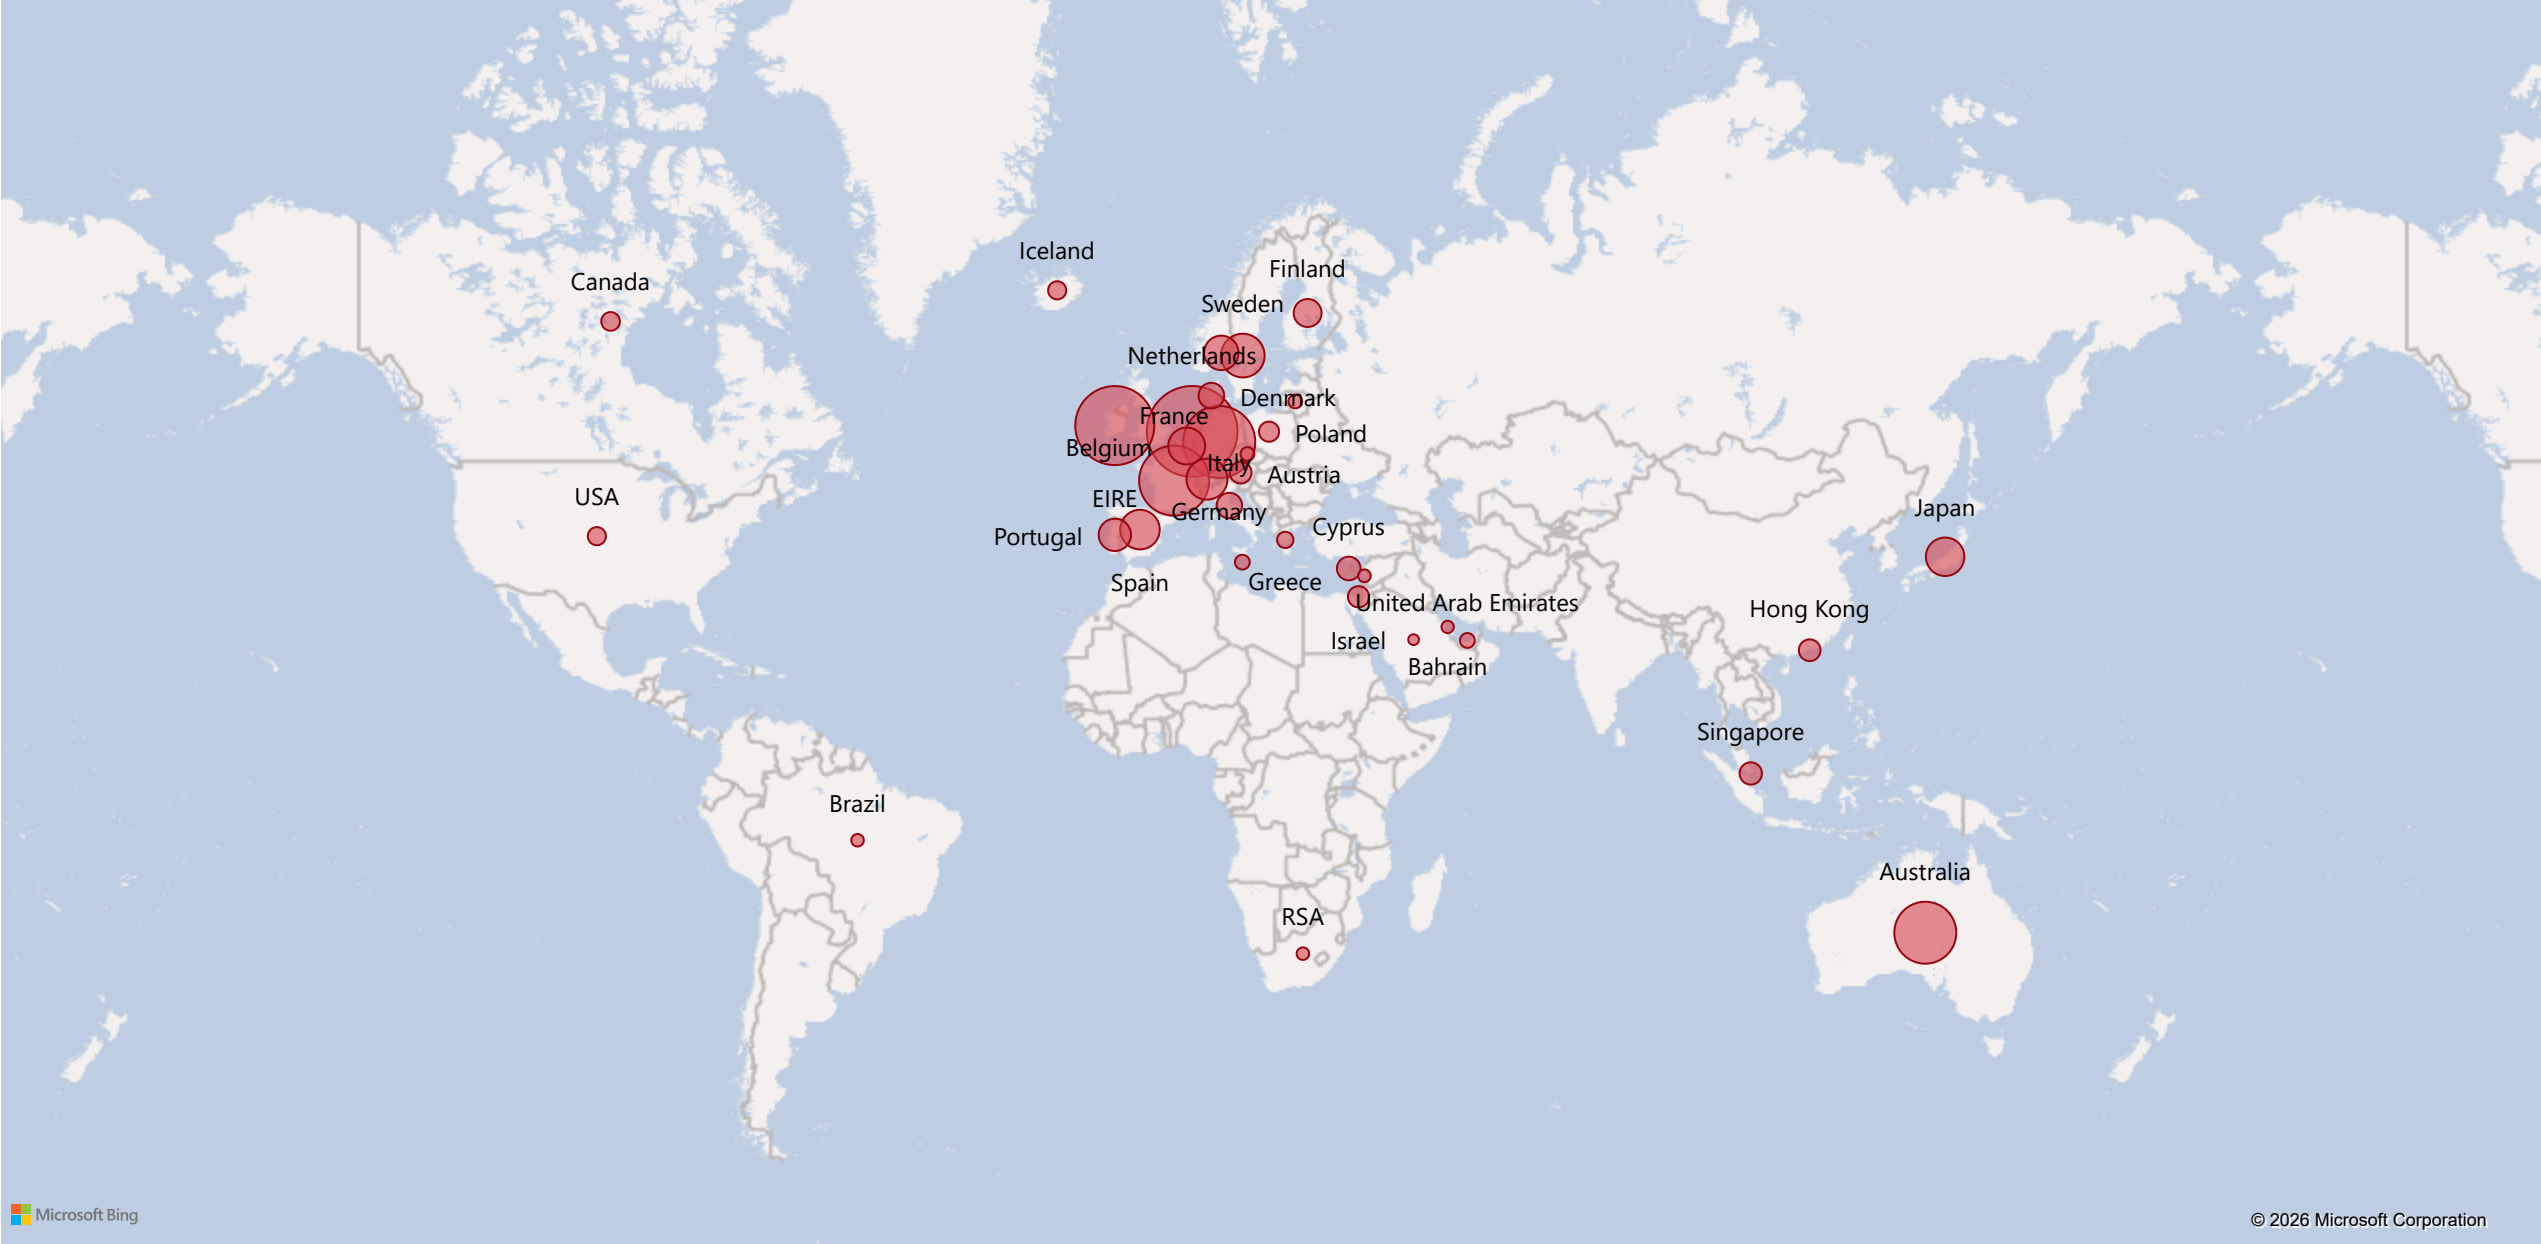 Iceland
Finland
Canada
Sweden
Netherlands
Denmark
France
Poland
Belgium
Italy
Austria
USA
EIRE
Germany
Japan
Cyprus
Portugal
Spain
Greece
United Arab Emirates
Hong Kong
Israel
Bahrain
Singapore
Brazil
Australia
RSA
Microsoft Bing
© 2026 Microsoft Corporation